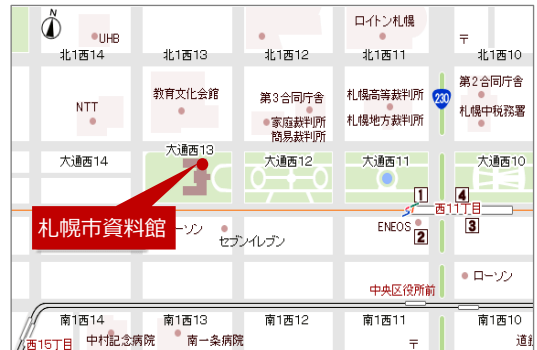 N
UHB
ロイトン札幌
〒
北1西14
北1西13
北1西12
北1西11
北1西10
NTT
教育文化会館
第3合同庁舎
家庭裁判所
簡易裁判所
札幌高等裁判所
札幌地方裁判所
230
第2合同庁舎
札幌中税務署
大通西14
大通西13
大通西12
大通西11
大通西10
札幌市資料館
ーソン
セブンイレブン
ENEOS
1
4
西11丁目
2
3
中央区役所前
ローソン
南1西14
南1西13
南1西12
南1西11
南1西10
西15丁目
中村記念病院
南一条病院
〒
道銀